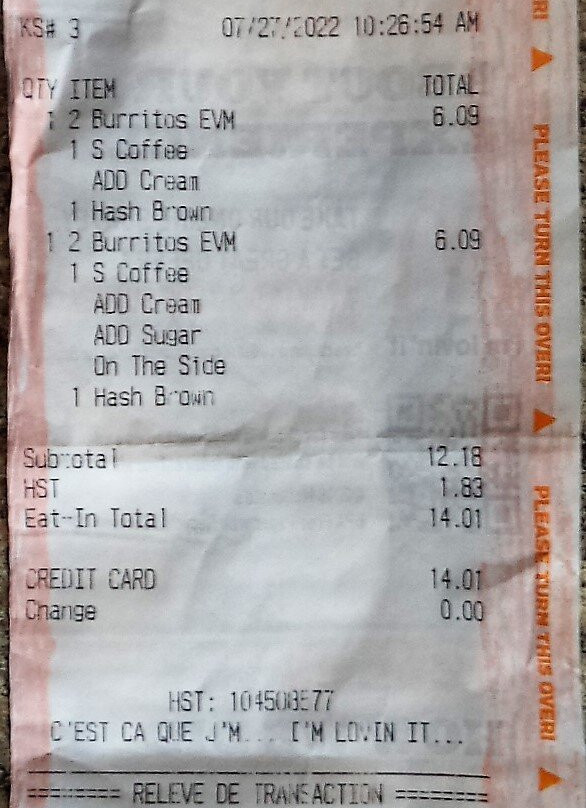 KS# 3 07/27/2022 10:26:54 AM
QTY ITEM TOTAL
1 2 Burritos EVM 6.09
1 S Coffee
ADD Cream
1 Hash Brown
1 2 Burritos EVM 6.09
1 S Coffee
ADD Cream
ADD Sugar
On The Side
1 Hash Brown
Subtotal 12.18
HST 1.83
Eat-In Total 14.01
CREDIT CARD 14.01
Change 0.00
HST:
C'EST CA QUE J'M... I'M LOVIN IT...
======== RELEVE DE TRANSACTION ========
PLEASE TURN THIS OVER!
PLEASE TURN THIS OVER!